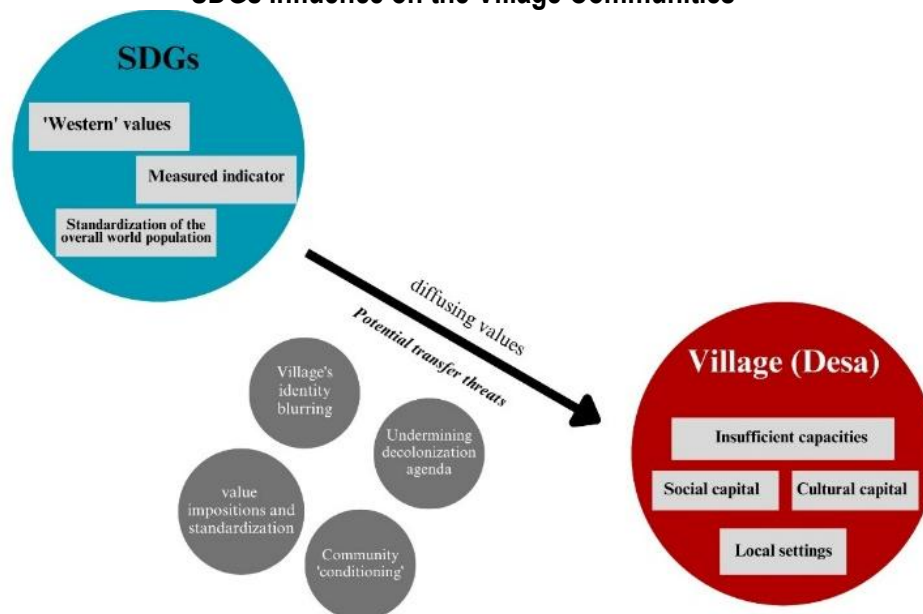 SDGs Influence on the Village Communities
SDGs
'Western' values
Measured indicator
Standardization of the
overall world population
diffusing values
Potential transfer threats
Village's
identity
blurring
Undermining
decolonization
agenda
value
impositions and
standardization
Community
'conditioning'
Village (Desa)
Insufficient capacities
Social capital
Cultural capital
Local settings